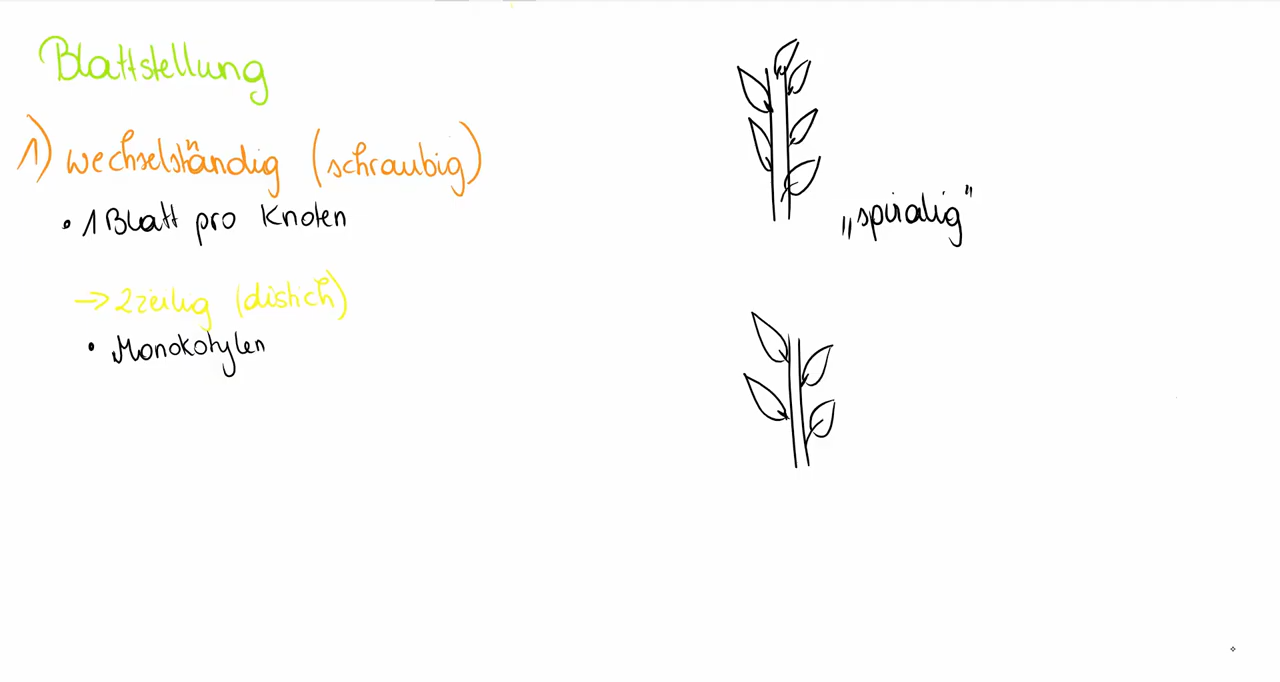 Blattstellung
1) wechselständig (schraubig)
• 1 Blatt pro Knoten
„spiralig"
→ 2zeilig (distich)
• Monokotylen